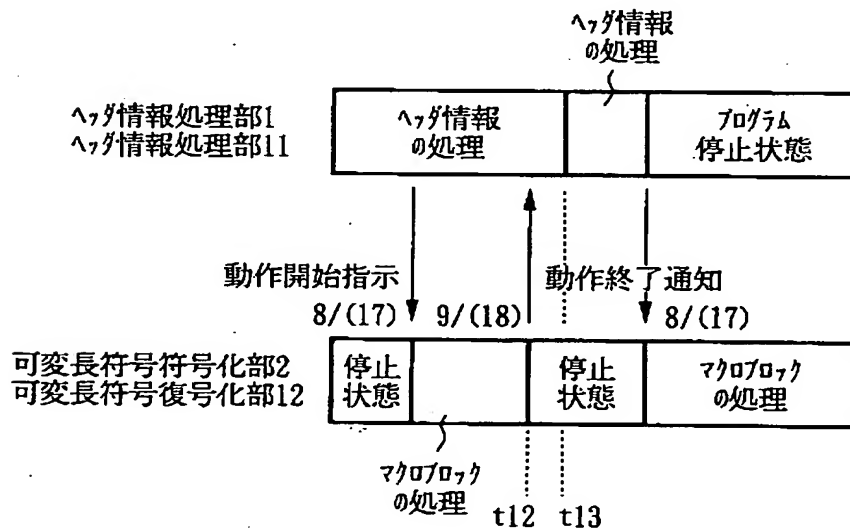 ヘッダ情報
の処理
ヘッダ情報処理部1
ヘッダ情報処理部11
ヘッダ情報
の処理
プログラム
停止状態
動作開始指示
動作終了通知
8/(17)
9/(18)
8/(17)
可変長符号符号化部2
可変長符号復号化部12
停止
状態
停止
状態
マクロブロック
の処理
マクロブロック
の処理
t12
t13